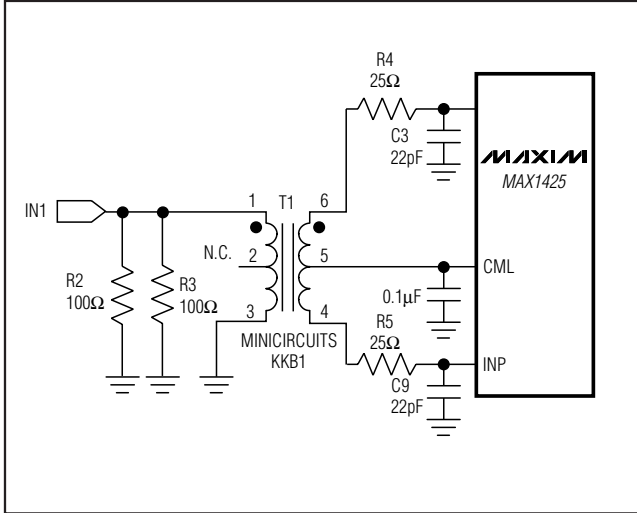 R4
25Ω
C3
22pF
MAXIM
MAX1425
1
T1
6
IN1
N.C.
2
5
CML
R2
100Ω
R3
100Ω
0.1µF
3
4
MINICIRCUITS
KKB1
R5
25Ω
INP
C9
22pF